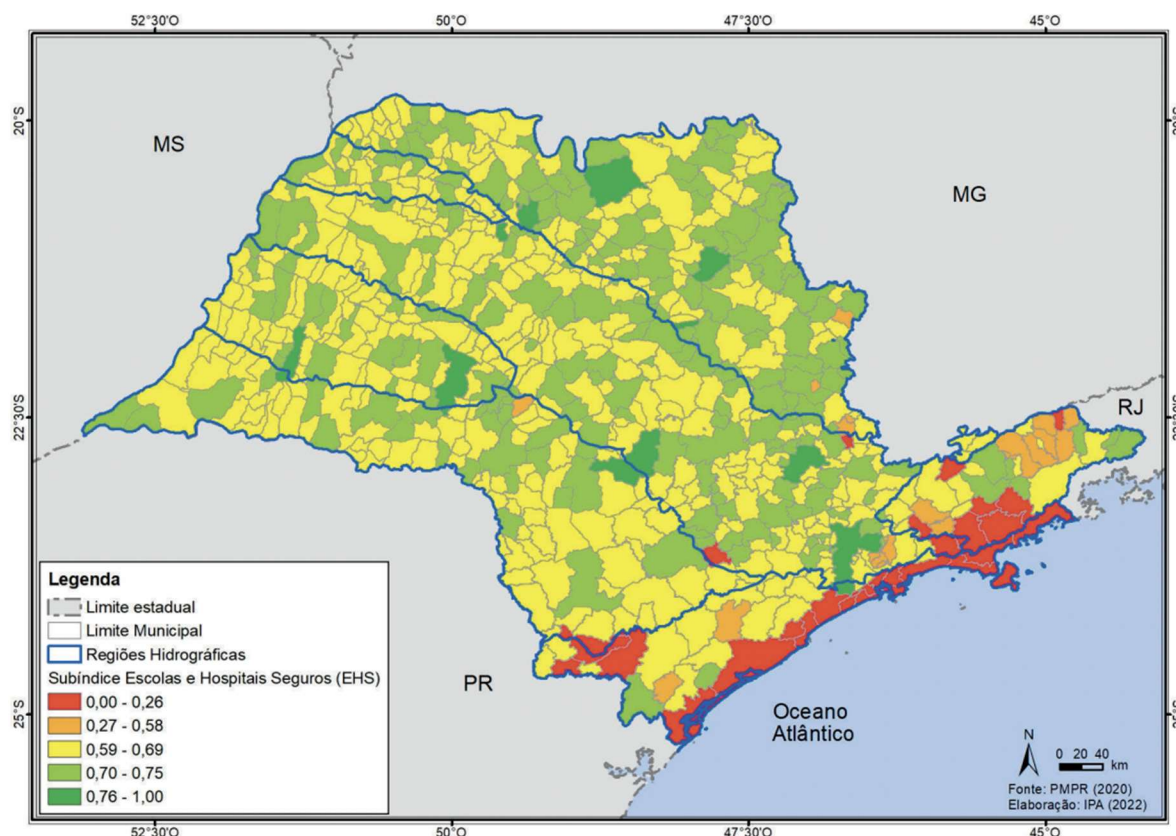 52°30'O 50°O 47°30'O 45°O
20°S
MS
MG
22°30'S
RJ
PR
25°S
Oceano
Atlântico
Legenda
Limite estadual
Limite Municipal
Regiões Hidrográficas
Subíndice Escolas e Hospitais Seguros (EHS)
0,00 - 0,26
0,27 - 0,58
0,59 - 0,69
0,70 - 0,75
0,76 - 1,00
N
0 20 40
km
Fonte: PMPR (2020)
Elaboração: IPA (2022)
52°30'O 50°O 47°30'O 45°O